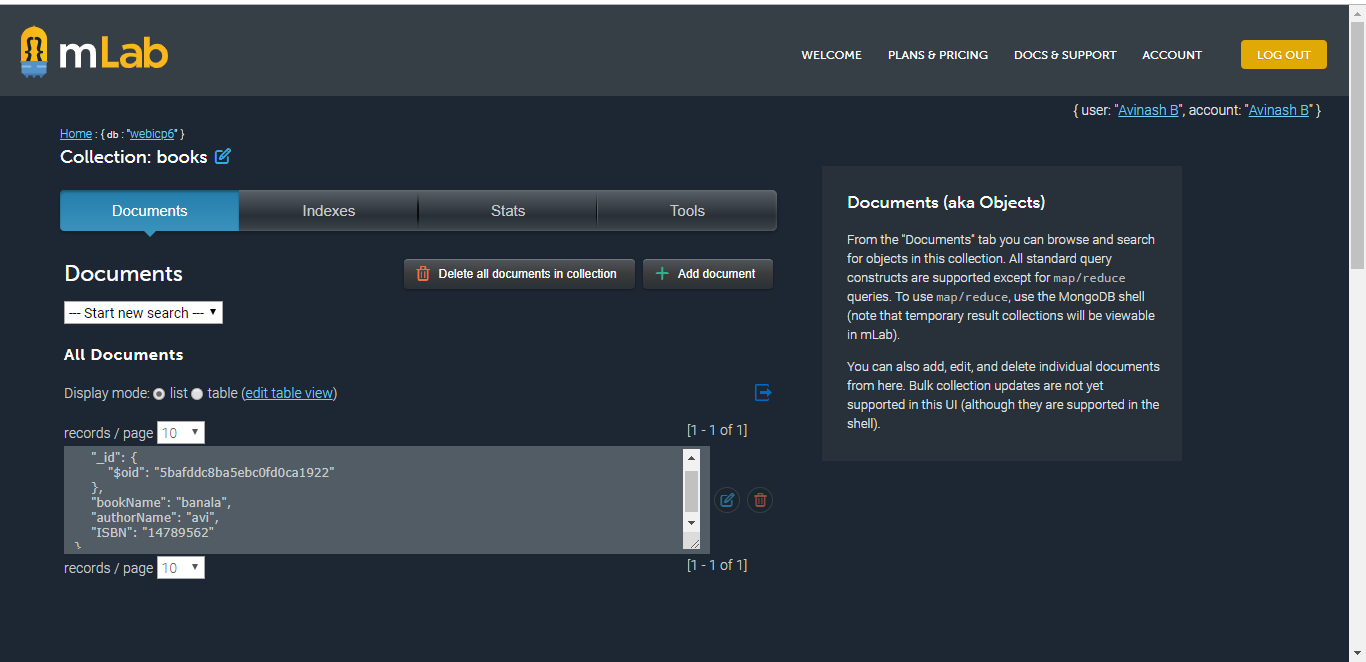 mLab
WELCOME PLANS & PRICING DOCS & SUPPORT ACCOUNT LOG OUT
{ user: "Avinash B", account: "Avinash B" }
Home : { db : "webicp6" }
Collection: books
Documents Indexes Stats Tools
Documents
Delete all documents in collection
Add document
--- Start new search ---
All Documents
Display mode: list table (edit table view)
records / page 10 [1 - 1 of 1]
"_id": {
"$oid": "5bafddc8ba5ebc0fd0ca1922"
},
"bookName": "banala",
"authorName": "avi",
"ISBN": "14789562"
}
records / page 10 [1 - 1 of 1]
Documents (aka Objects)
From the "Documents" tab you can browse and search
for objects in this collection. All standard query
constructs are supported except for map/reduce
queries. To use map/reduce, use the MongoDB shell
(note that temporary result collections will be viewable
in mLab).
You can also add, edit, and delete individual documents
from here. Bulk collection updates are not yet
supported in this UI (although they are supported in the
shell).